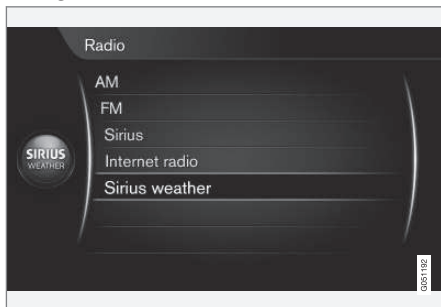 Radio
AM
FM
Sirius
Internet radio
Sirius weather
SIRIUS
WEATHER
G051192